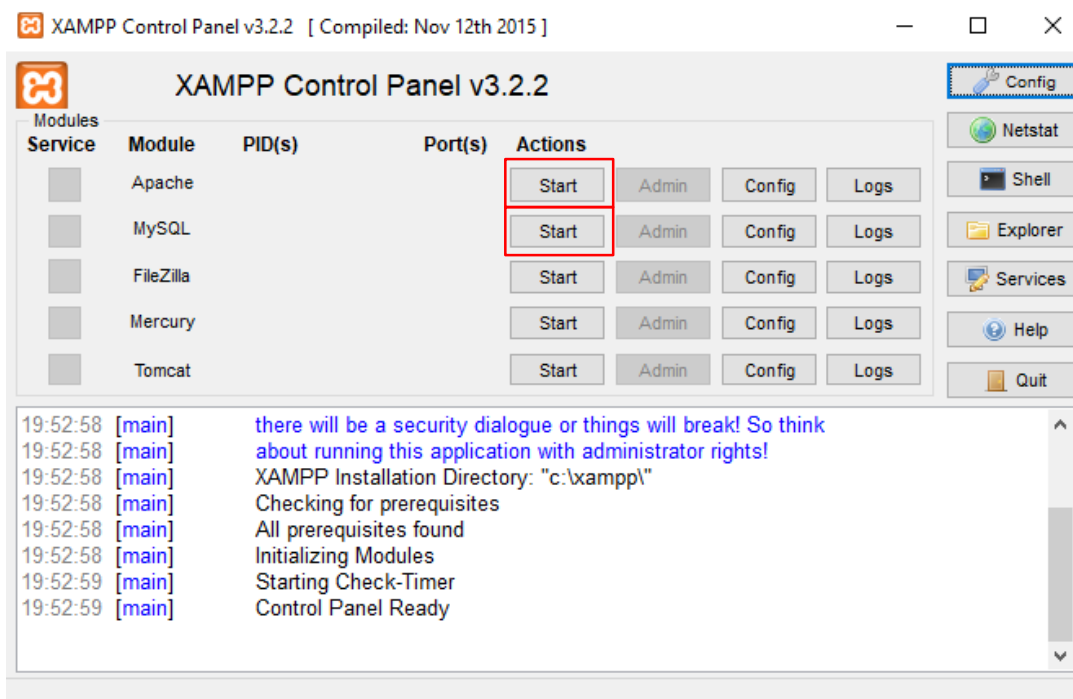 XAMPP Control Panel v3.2.2 [ Compiled: Nov 12th 2015 ]
XAMPP Control Panel v3.2.2
Config
Modules
Service Module PID(s) Port(s) Actions
Netstat
Apache Start Admin Config Logs
Shell
MySQL Start Admin Config Logs
Explorer
FileZilla Start Admin Config Logs
Services
Mercury Start Admin Config Logs
Help
Tomcat Start Admin Config Logs
Quit
19:52:58 [main] there will be a security dialogue or things will break! So think
19:52:58 [main] about running this application with administrator rights!
19:52:58 [main] XAMPP Installation Directory: "c:\xampp\"
19:52:58 [main] Checking for prerequisites
19:52:58 [main] All prerequisites found
19:52:58 [main] Initializing Modules
19:52:59 [main] Starting Check-Timer
19:52:59 [main] Control Panel Ready